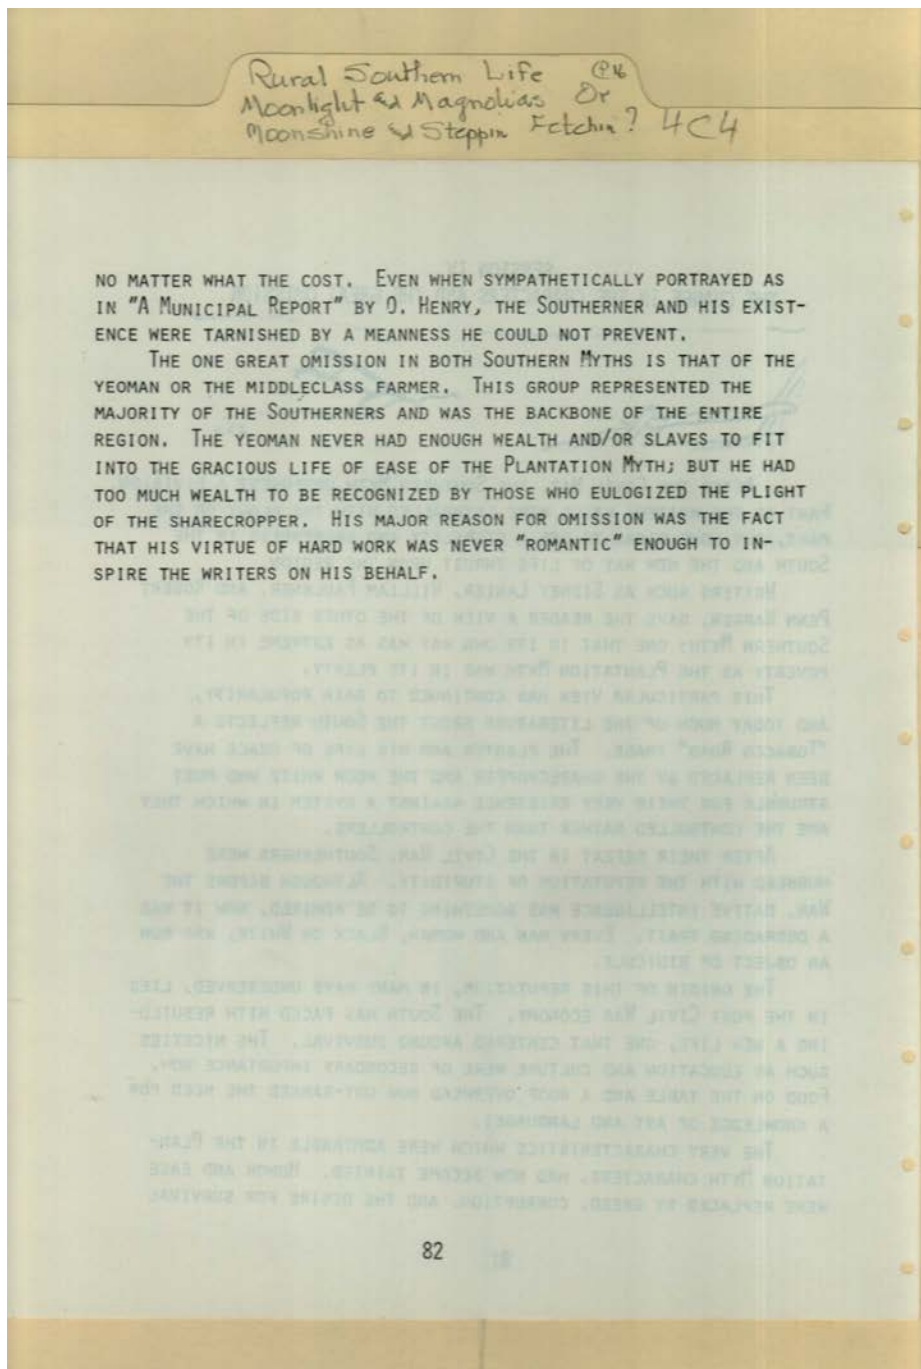 Rural Southern Life
Moonlight & Magnolias Or
Moonshine & Steppin Fetchin? 4C4
NO MATTER WHAT THE COST. EVEN WHEN SYMPATHETICALLY PORTRAYED AS
IN "A MUNICIPAL REPORT" BY O. HENRY, THE SOUTHERNER AND HIS EXIST-
ENCE WERE TARNISHED BY A MEANNESS HE COULD NOT PREVENT.
THE ONE GREAT OMISSION IN BOTH SOUTHERN MYTHS IS THAT OF THE
YEOMAN OR THE MIDDLECLASS FARMER. THIS GROUP REPRESENTED THE
MAJORITY OF THE SOUTHERNERS AND WAS THE BACKBONE OF THE ENTIRE
REGION. THE YEOMAN NEVER HAD ENOUGH WEALTH AND/OR SLAVES TO FIT
INTO THE GRACIOUS LIFE OF EASE OF THE PLANTATION MYTH; BUT HE HAD
TOO MUCH WEALTH TO BE RECOGNIZED BY THOSE WHO EULOGIZED THE PLIGHT
OF THE SHARECROPPER. HIS MAJOR REASON FOR OMISSION WAS THE FACT
THAT HIS VIRTUE OF HARD WORK WAS NEVER "ROMANTIC" ENOUGH TO IN-
SPIRE THE WRITERS ON HIS BEHALF.
82